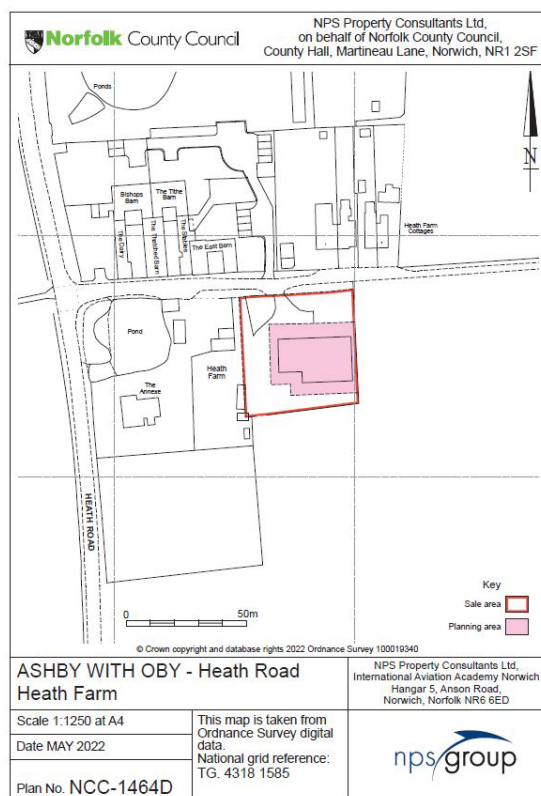 Norfolk County Council
NPS Property Consultants Ltd,
on behalf of Norfolk County Council,
County Hall, Martineau Lane, Norwich, NR1 2SF
Ponds
N
Bishops
Barn
The Tithe
Barn
The Dairy
The Thatched Barn
The Stables
The East Barn
Heath Farm
Cottages
Pond
The
Annexe
Heath
Farm
HEATH ROAD
0
50m
Key
Sale area
Planning area
© Crown copyright and database rights 2022 Ordnance Survey 100019340
ASHBY WITH OBY - Heath Road
Heath Farm
NPS Property Consultants Ltd,
International Aviation Academy Norwich
Hangar 5, Anson Road,
Norwich, Norfolk NR6 6ED
Scale 1:1250 at A4
Date MAY 2022
Plan No. NCC-1464D
This map is taken from
Ordnance Survey digital
data.
National grid reference:
TG. 4318 1585
nps group